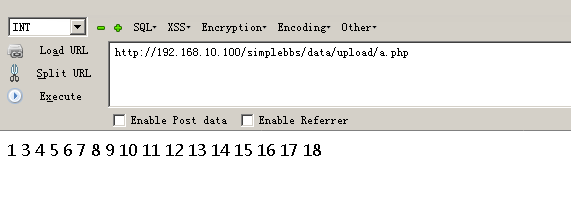 INT SQL▾ XSS▾ Encryption▾ Encoding▾ Other▾
Load URL
http://192.168.10.100/simplebbs/data/upload/a.php
Split URL
Execute
Enable Post data Enable Referrer
1 3 4 5 6 7 8 9 10 11 12 13 14 15 16 17 18